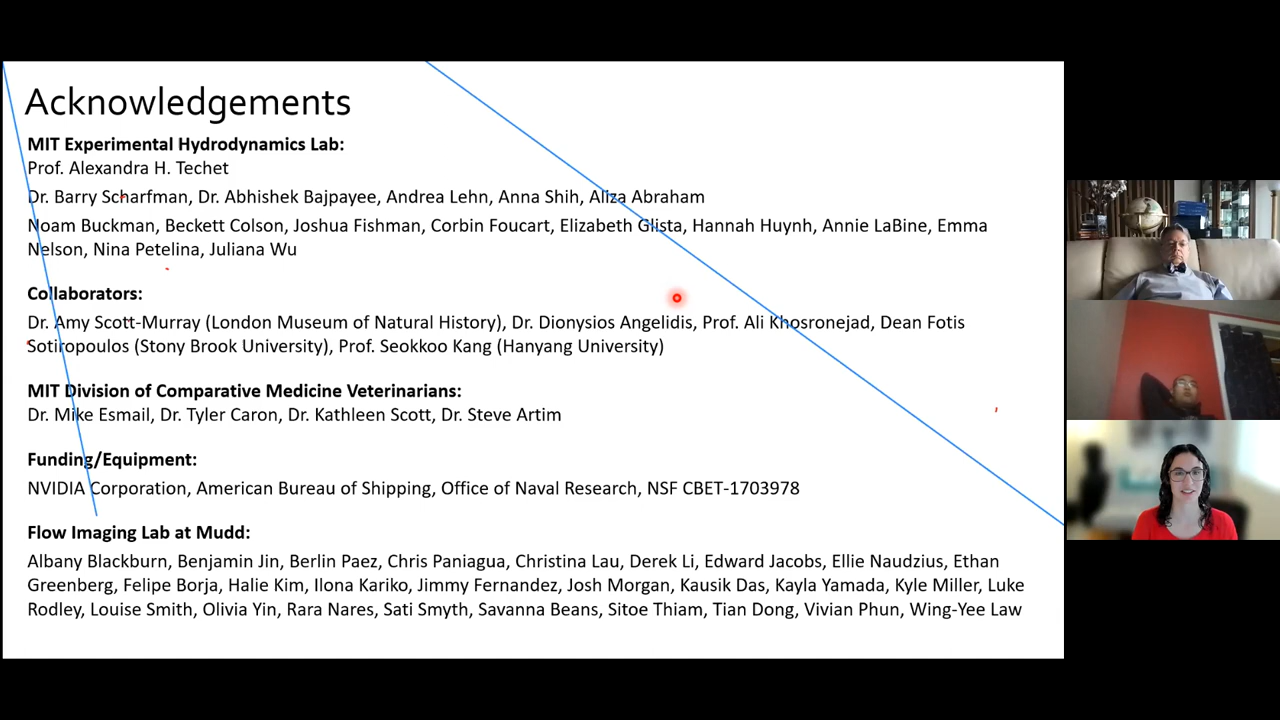 Acknowledgements
MIT Experimental Hydrodynamics Lab:
Prof. Alexandra H. Techet
Dr. Barry Scharfman, Dr. Abhishek Bajpayee, Andrea Lehn, Anna Shih, Aliza Abraham
Noam Buckman, Beckett Colson, Joshua Fishman, Corbin Foucart, Elizabeth Glista, Hannah Huynh, Annie LaBine, Emma
Nelson, Nina Petelina, Juliana Wu
Collaborators:
Dr. Amy Scott-Murray (London Museum of Natural History), Dr. Dionysios Angelidis, Prof. Ali Khosronejad, Dean Fotis
Sotiropoulos (Stony Brook University), Prof. Seokkoo Kang (Hanyang University)
MIT Division of Comparative Medicine Veterinarians:
Dr. Mike Esmail, Dr. Tyler Caron, Dr. Kathleen Scott, Dr. Steve Artim
Funding/Equipment:
NVIDIA Corporation, American Bureau of Shipping, Office of Naval Research, NSF CBET-1703978
Flow Imaging Lab at Mudd:
Albany Blackburn, Benjamin Jin, Berlin Paez, Chris Paniagua, Christina Lau, Derek Li, Edward Jacobs, Ellie Naudzius, Ethan
Greenberg, Felipe Borja, Halie Kim, Ilona Kariko, Jimmy Fernandez, Josh Morgan, Kausik Das, Kayla Yamada, Kyle Miller, Luke
Rodley, Louise Smith, Olivia Yin, Rara Nares, Sati Smyth, Savanna Beans, Sitoe Thiam, Tian Dong, Vivian Phun, Wing-Yee Law